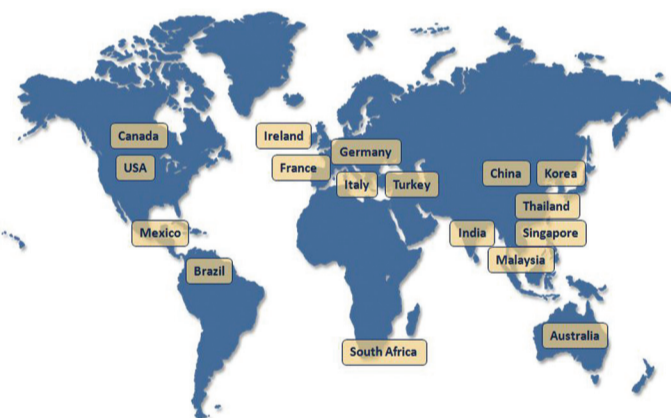 Canada
Ireland
Germany
USA
France
China
Korea
Italy
Turkey
Thailand
Mexico
India
Singapore
Malaysia
Brazil
Australia
South Africa